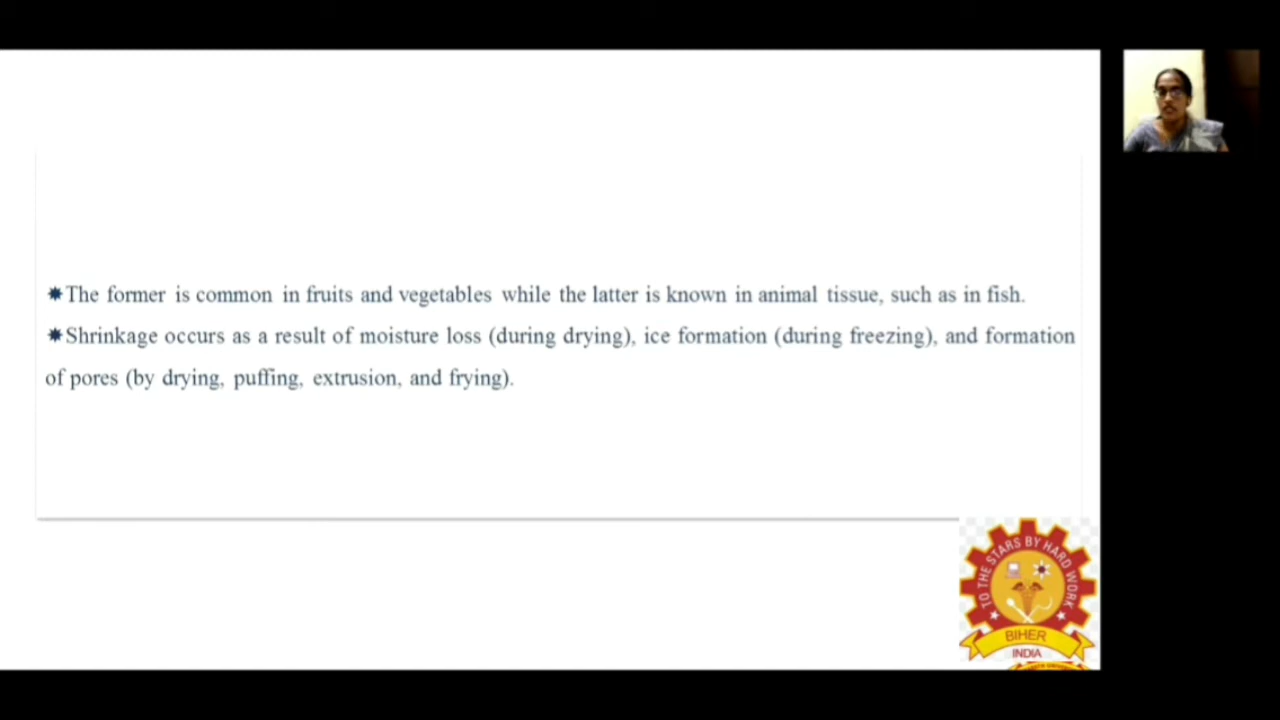 ✷The former is common in fruits and vegetables while the latter is known in animal tissue, such as in fish.
✷Shrinkage occurs as a result of moisture loss (during drying), ice formation (during freezing), and formation
of pores (by drying, puffing, extrusion, and frying).
TO THE STARS BY HARD WORK
BIHER
INDIA